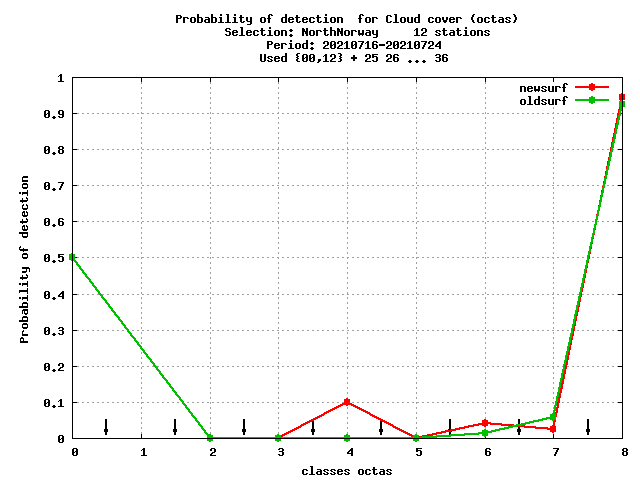 Probability of detection  for Cloud cover (octas)
Selection: NorthNorway     12 stations
Period: 20210716-20210724
Used {00,12} + 25 26 ... 36
newsurf
oldsurf
Probability of detection
1
0.9
0.8
0.7
0.6
0.5
0.4
0.3
0.2
0.1
0
0 1 2 3 4 5 6 7 8
classes octas